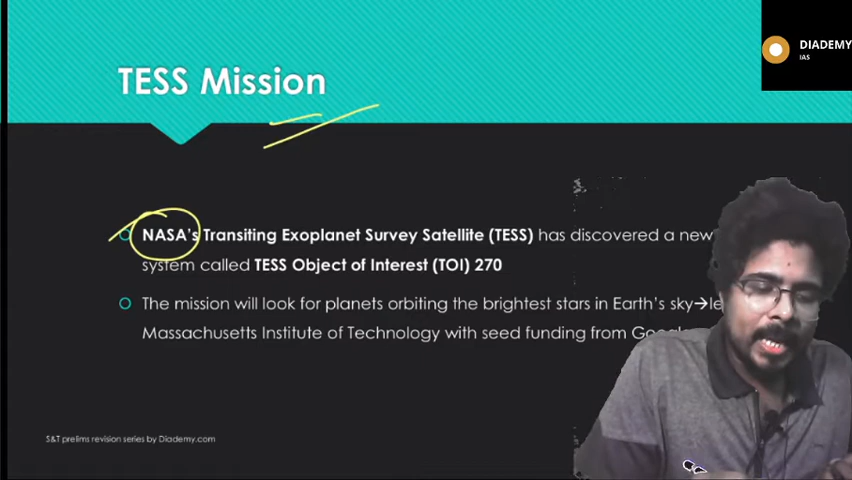 DIADEMY
IAS
TESS Mission
NASA's Transiting Exoplanet Survey Satellite (TESS) has discovered a new
system called TESS Object of Interest (TOI) 270
The mission will look for planets orbiting the brightest stars in Earth's sky→
Massachusetts Institute of Technology with seed funding from
S&T prelims revision series by Diademy.com